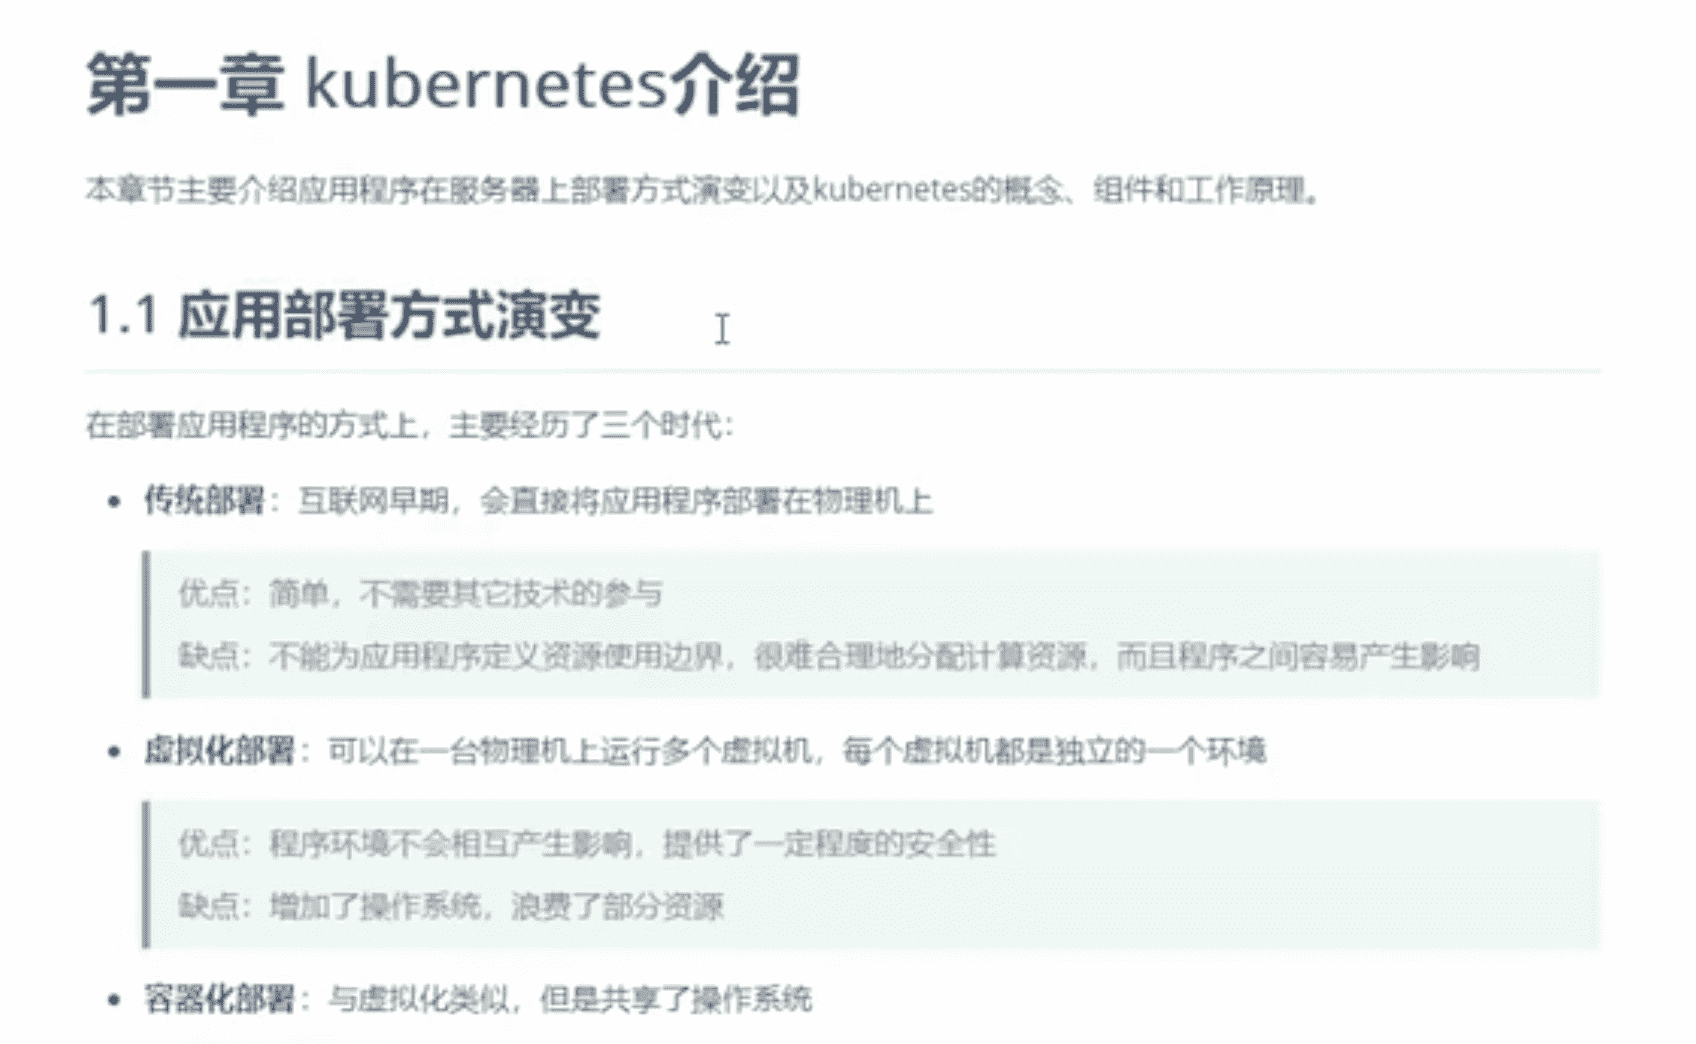 第一章 kubernetes介绍
本章节主要介绍应用程序在服务器上部署方式演变以及kubernetes的概念、组件和工作原理。
1.1 应用部署方式演变
在部署应用程序的方式上，主要经历了三个时代：
• 传统部署：互联网早期，会直接将应用程序部署在物理机上
优点：简单，不需要其它技术的参与
缺点：不能为应用程序定义资源使用边界，很难合理地分配计算资源，而且程序之间容易产生影响
• 虚拟化部署：可以在一台物理机上运行多个虚拟机，每个虚拟机都是独立的一个环境
优点：程序环境不会相互产生影响，提供了一定程度的安全性
缺点：增加了操作系统，浪费了部分资源
• 容器化部署：与虚拟化类似，但是共享了操作系统